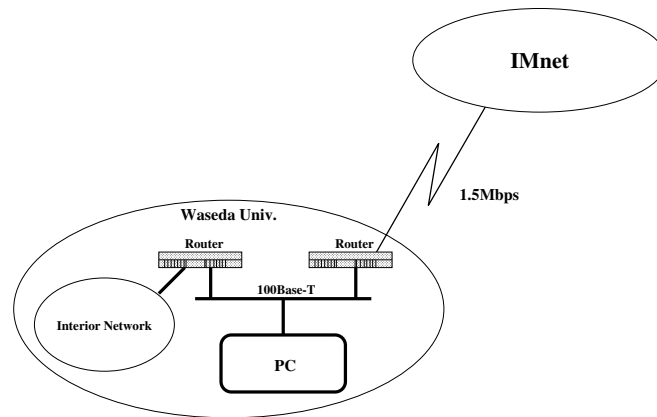 IMnet
1.5Mbps
Waseda Univ.
Router
Router
100Base-T
Interior Network
PC